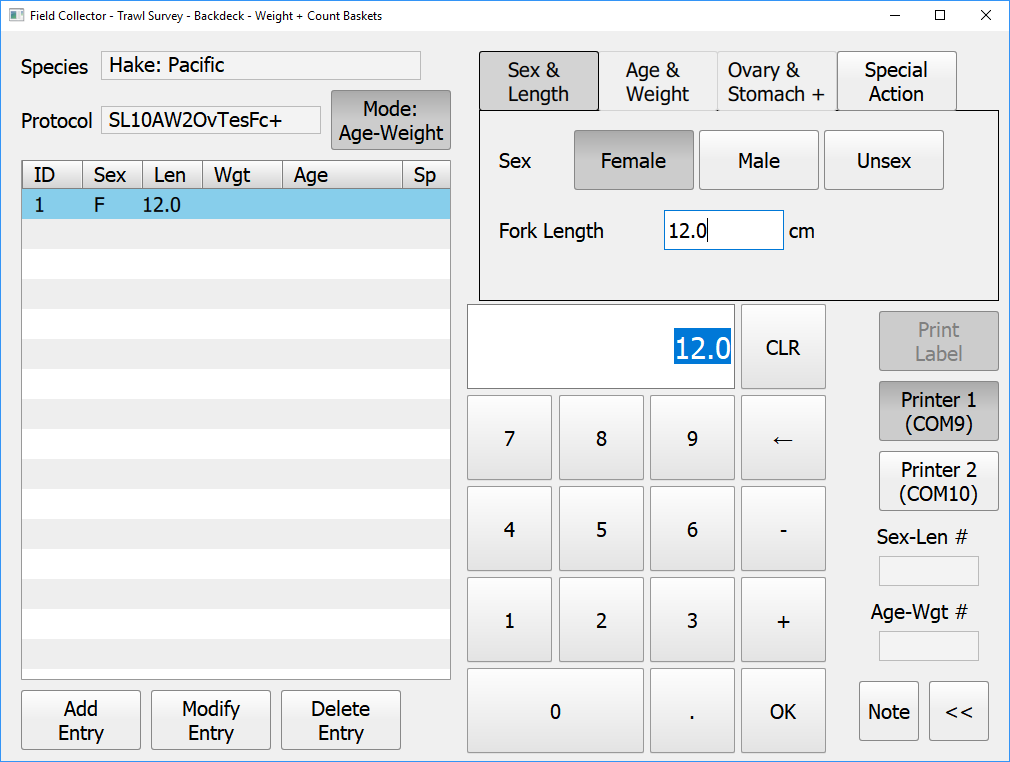 Field Collector - Trawl Survey - Backdeck - Weight + Count Baskets
Species
Hake: Pacific
Protocol
SL10AW2OvTesFc+
Mode:
Age-Weight
ID Sex Len Wgt Age Sp
1 F 12.0
Add
Entry
Modify
Entry
Delete
Entry
Sex &
Length
Age &
Weight
Ovary &
Stomach +
Special
Action
Sex
Female
Male
Unsex
Fork Length
12.0
cm
12.0
CLR
7 8 9 ←
4 5 6 -
1 2 3 +
0 . OK
Print
Label
Printer 1
(COM9)
Printer 2
(COM10)
Sex-Len #
Age-Wgt #
Note
<<